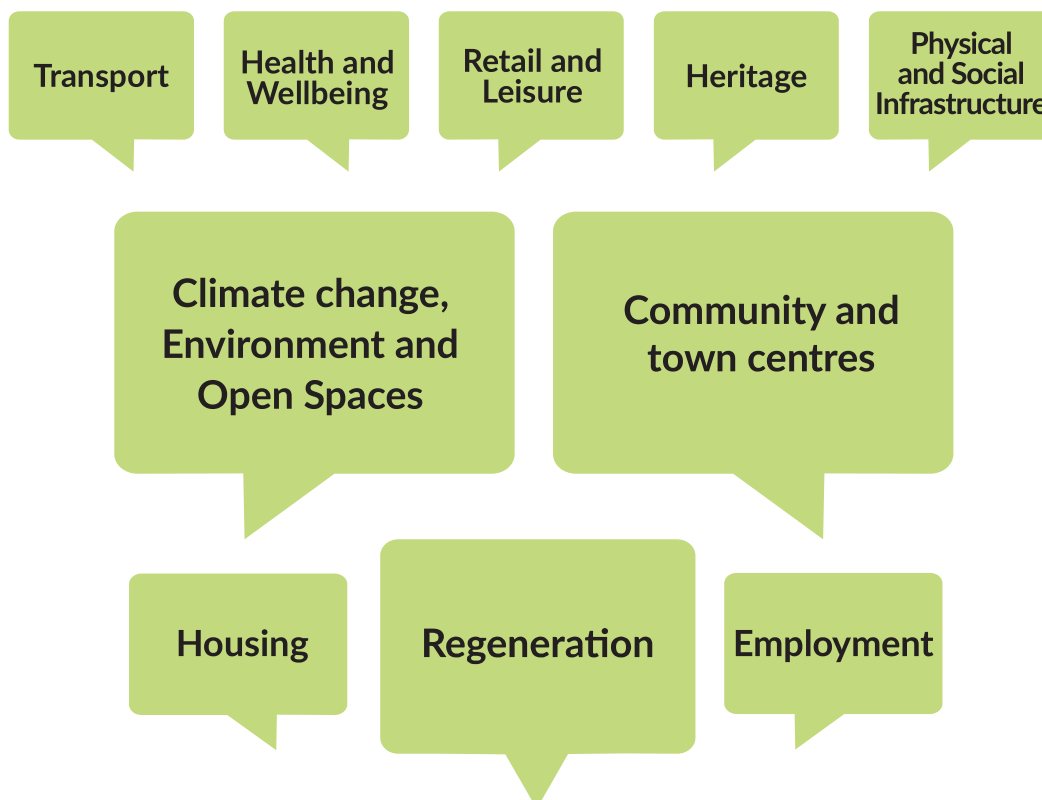 Transport
Health and
Wellbeing
Retail and
Leisure
Heritage
Physical
and Social
Infrastructure
Climate change,
Environment and
Open Spaces
Community and
town centres
Housing
Regeneration
Employment